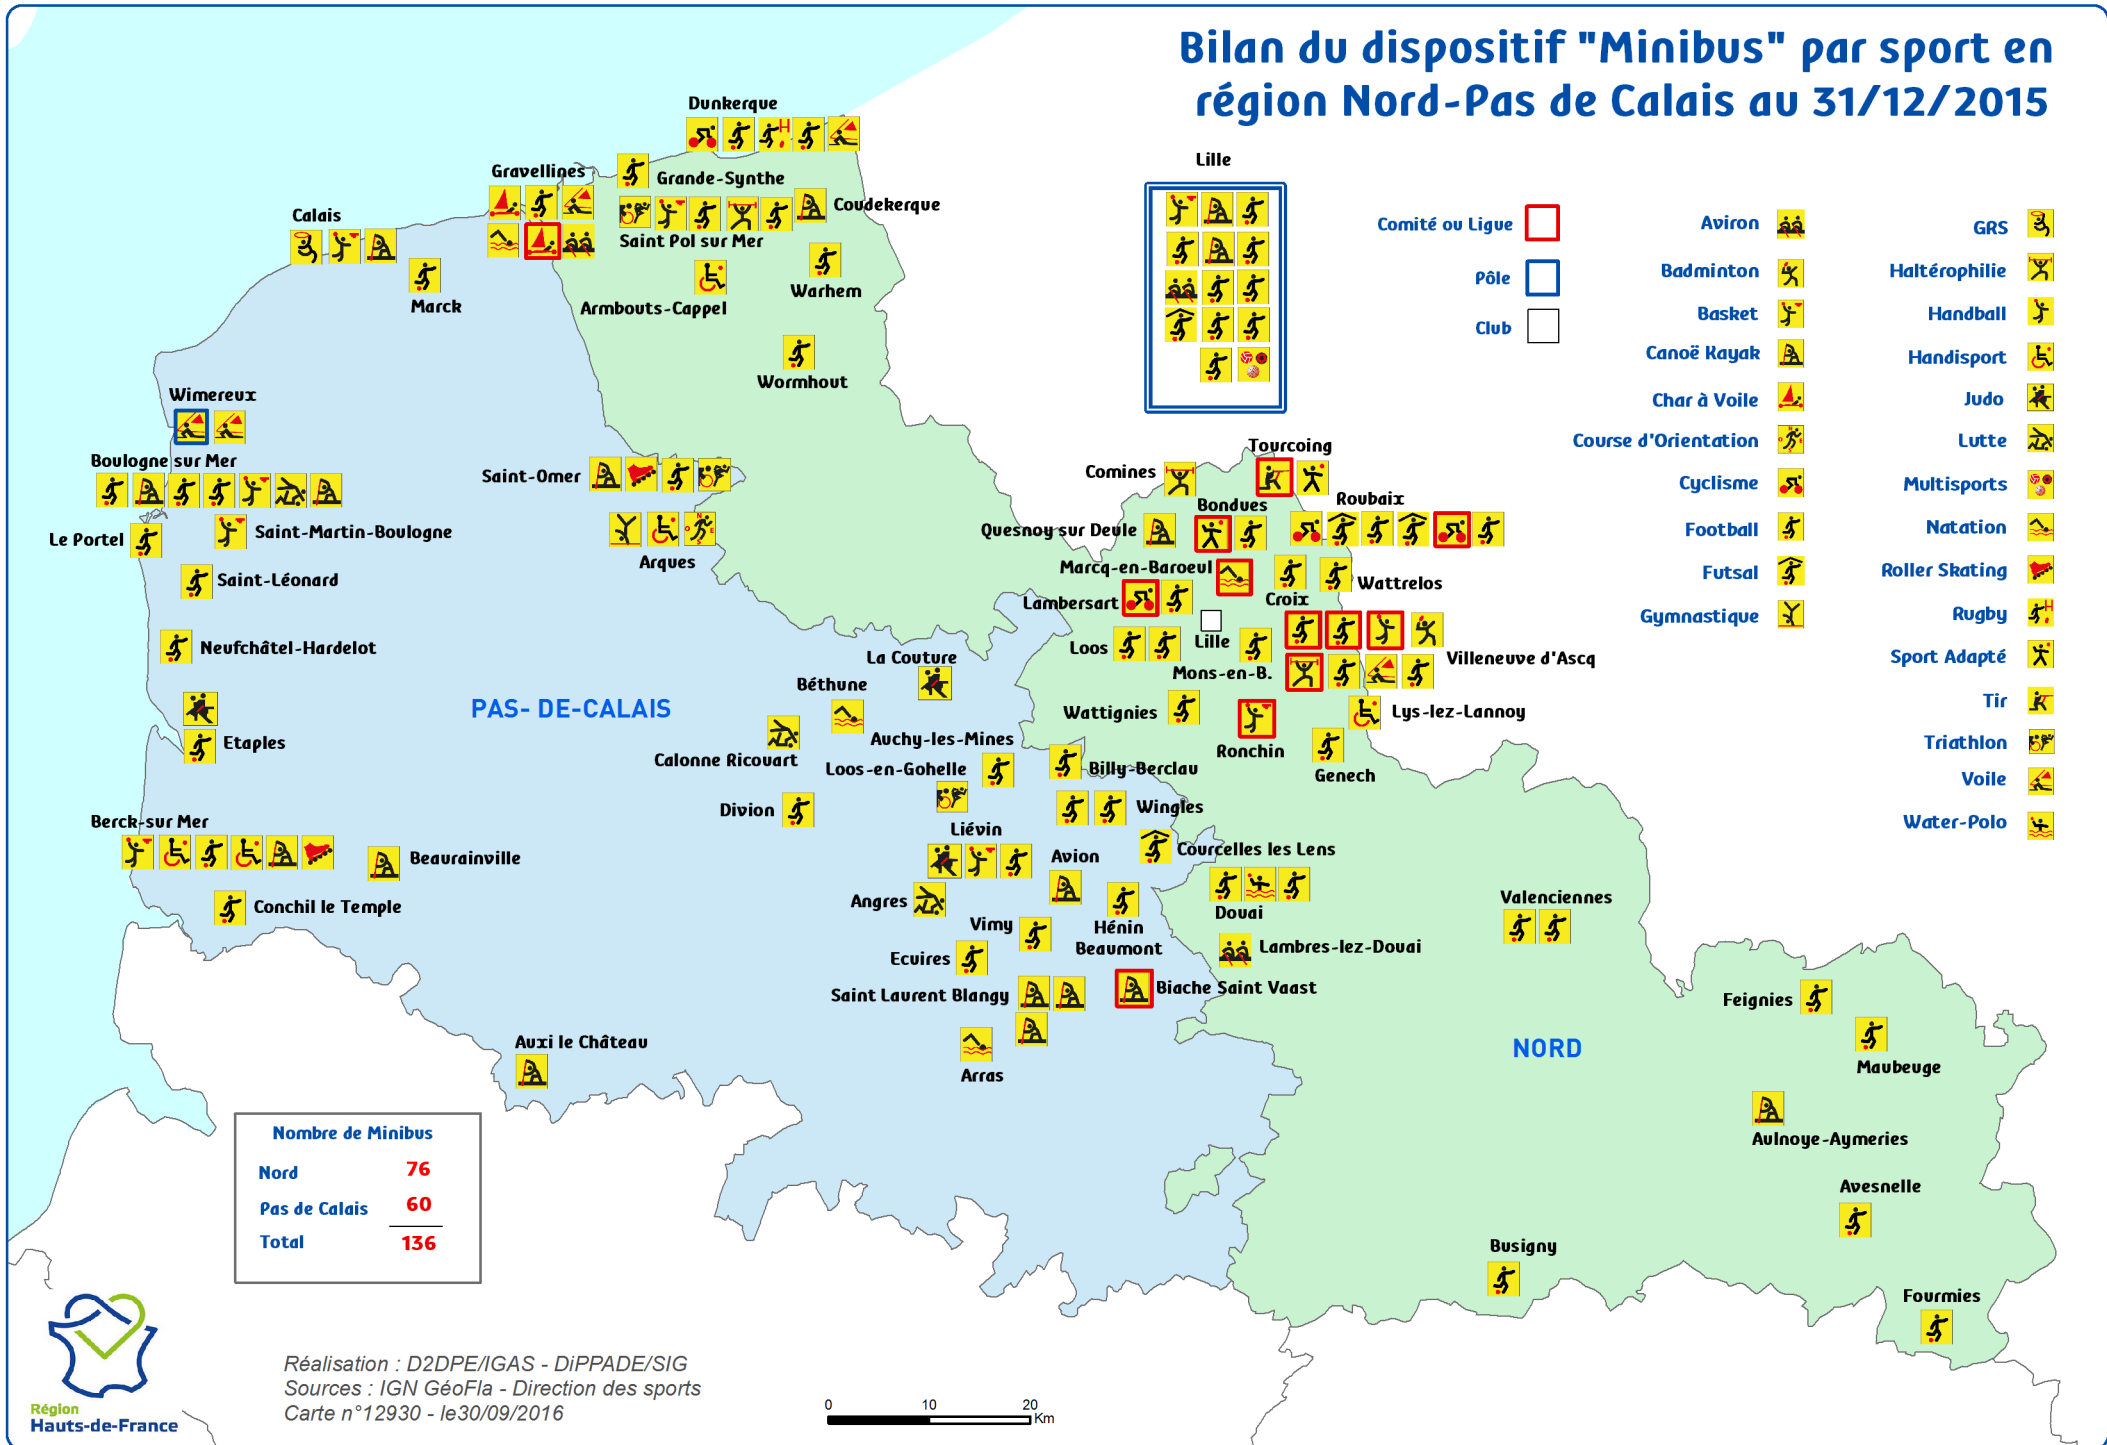 Bilan du dispositif "Minibus" par sport en
région Nord-Pas de Calais au 31/12/2015
Lille
Comité ou Ligue
Pôle
Club
Aviron
Badminton
Basket
Canoë Kayak
Char à Voile
Course d'Orientation
Cyclisme
Football
Futsal
Gymnastique
GRS
Haltérophilie
Handball
Handisport
Judo
Lutte
Multisports
Natation
Roller Skating
Rugby
Sport Adapté
Tir
Triathlon
Voile
Water-Polo
Dunkerque
Gravellines
Grande-Synthe
Coudekerque
Calais
Saint Pol sur Mer
Marck
Armbouts-Cappel
Warhem
Wormhout
Wimereux
Boulogne sur Mer
Saint-Omer
Le Portel
Saint-Martin-Boulogne
Arques
Saint-Léonard
Neufchâtel-Hardelot
Etaples
PAS- DE-CALAIS
Berck-sur Mer
Beaurainville
Conchil le Temple
Auxi le Château
Comines
Tourcoing
Bondues
Roubaix
Quesnoy sur Deule
Marcq-en-Baroeul
Wattrelos
Croix
Lambersart
Lille
Loos
Mons-en-B.
Villeneuve d'Ascq
Wattignies
Lys-lez-Lannoy
Ronchin
Genech
La Couture
Béthune
Calonne Ricouart
Auchy-les-Mines
Loos-en-Gohelle
Billy-Berclau
Divion
Wingles
Liévin
Avion
Courcelles les Lens
Angres
Vimy
Hénin
Beaumont
Douai
Lambres-lez-Douai
Ecuires
Saint Laurent Blangy
Biache Saint Vaast
Arras
Valenciennes
NORD
Feignies
Maubeuge
Aulnoye-Aymeries
Avesnelle
Busigny
Fourmies
Nombre de Minibus
Nord 76
Pas de Calais 60
Total 136
Région
Hauts-de-France
Réalisation : D2DPE/IGAS - DiPPADE/SIG
Sources : IGN GéoFla - Direction des sports
Carte n°12930 - le30/09/2016
0 10 20
Km